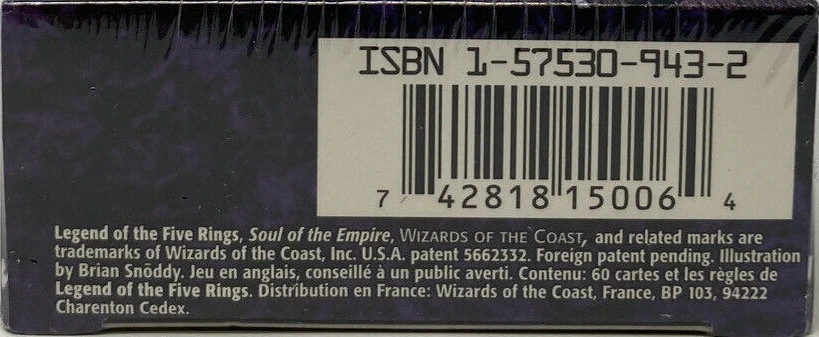 ISBN 1-57530-943-2
7 42818 15006 4
Legend of the Five Rings, Soul of the Empire, WIZARDS OF THE COAST, and related marks are
trademarks of Wizards of the Coast, Inc. U.S.A. patent 5662332. Foreign patent pending. Illustration
by Brian Snōddy. Jeu en anglais, conseillé à un public averti. Contenu: 60 cartes et les règles de
Legend of the Five Rings. Distribution en France: Wizards of the Coast, France, BP 103, 94222
Charenton Cedex.